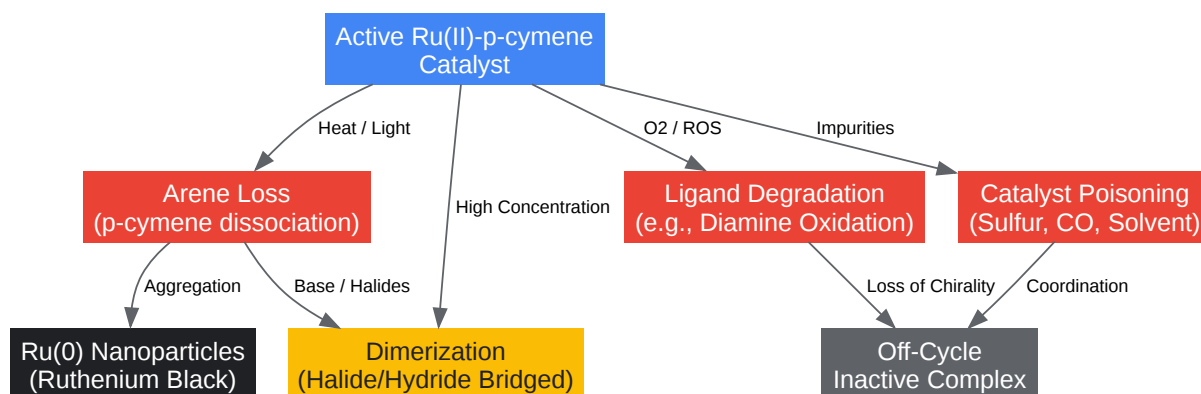 Active Ru(II)-p-cymene
Catalyst
Heat / Light
O2 / ROS
Impurities
Arene Loss
(p-cymene dissociation)
High Concentration
Ligand Degradation
(e.g., Diamine Oxidation)
Catalyst Poisoning
(Sulfur, CO, Solvent)
Aggregation
Base / Halides
Loss of Chirality
Coordination
Ru(0) Nanoparticles
(Ruthenium Black)
Dimerization
(Halide/Hydride Bridged)
Off-Cycle
Inactive Complex